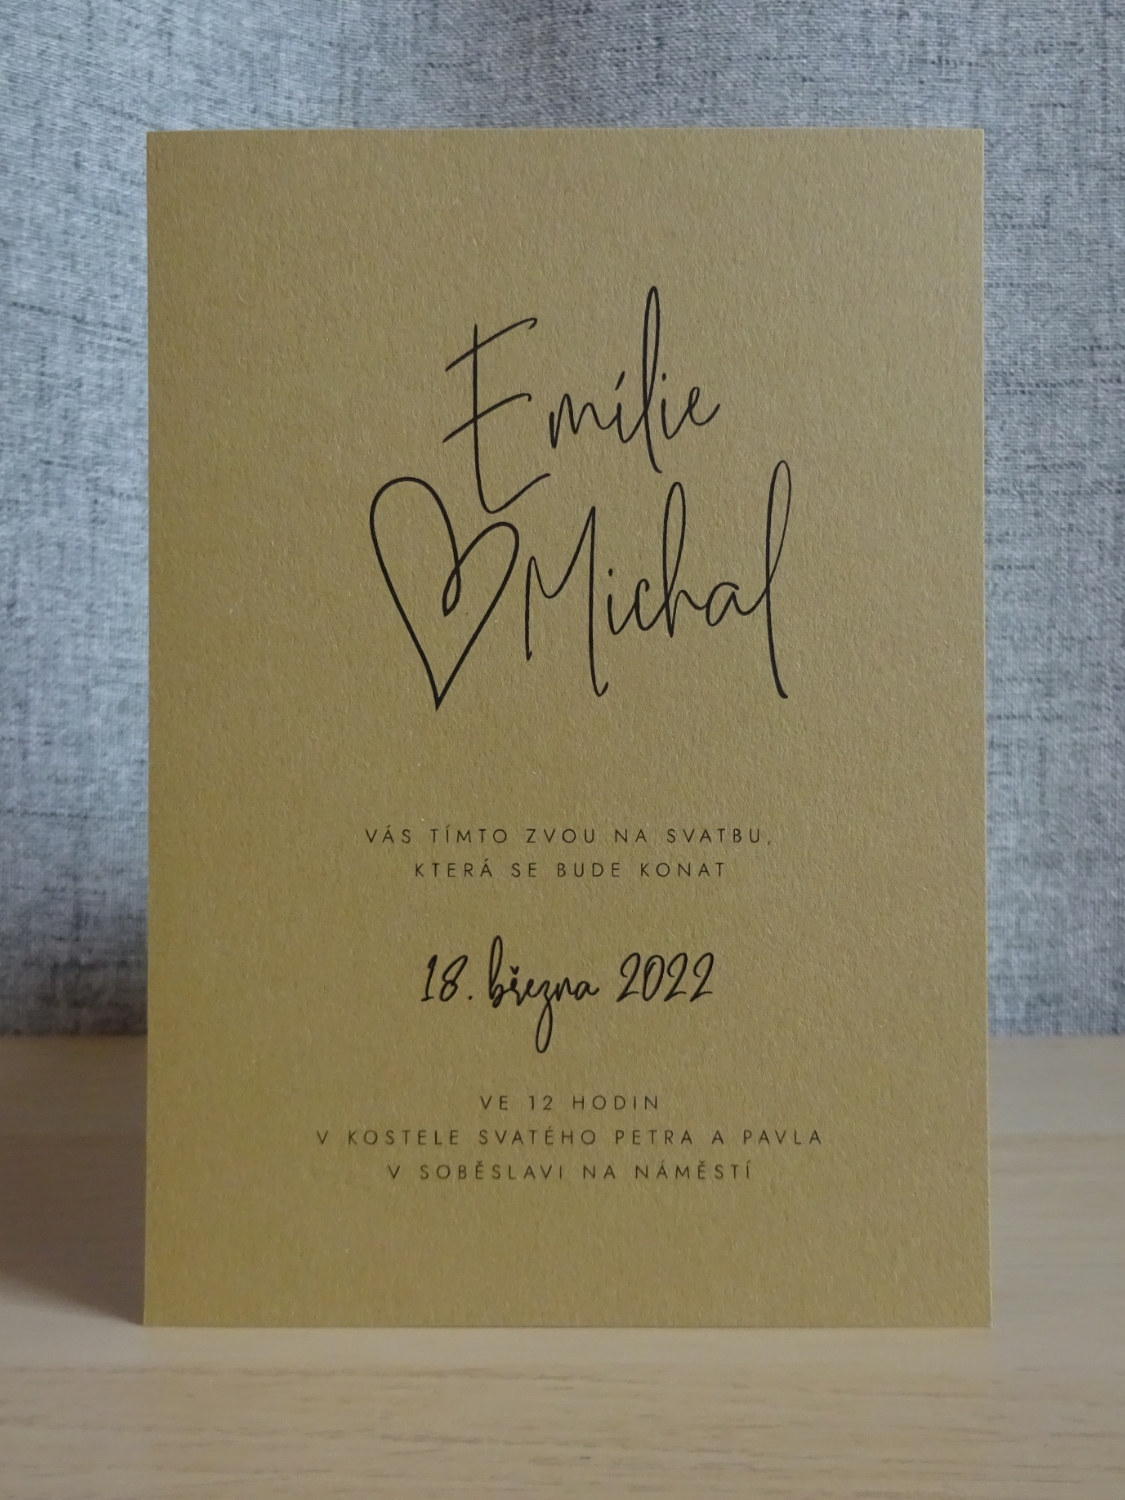 Emílie
Michal
VÁS TÍMTO ZVOU NA SVATBU,
KTERÁ SE BUDE KONAT
18. března 2022
VE 12 HODIN
V KOSTELE SVATÉHO PETRA A PAVLA
V SOBĚSLAVI NA NÁMĚSTÍ